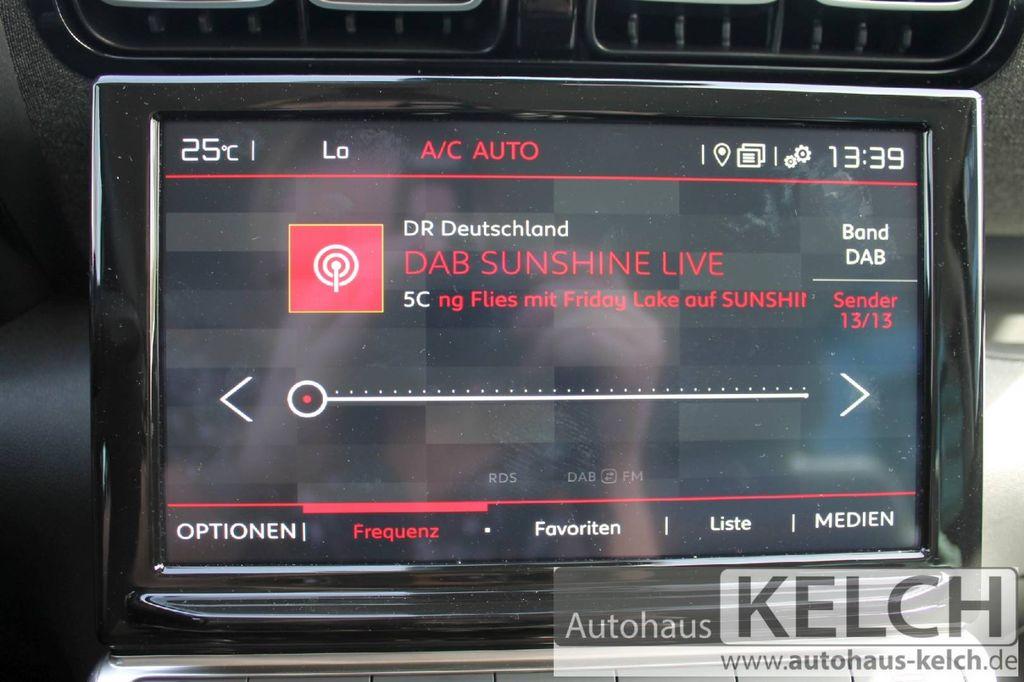 25°C | Lo A/C AUTO 13:39
DR Deutschland
DAB SUNSHINE LIVE
5C ng Flies mit Friday Lake auf SUNSHI
Band
DAB
Sender
13/13
RDS DAB FM
OPTIONEN | Frequenz Favoriten | Liste | MEDIEN
Autohaus KELCH
www.autohaus-kelch.de